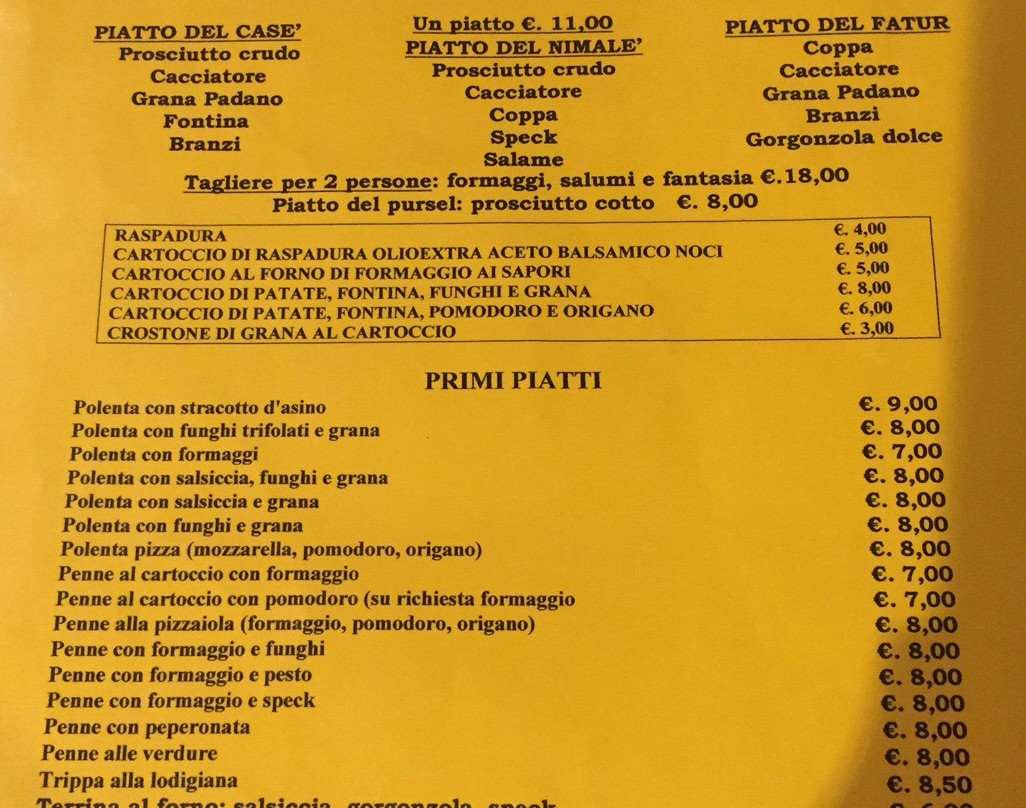 Un piatto €. 11,00
PIATTO DEL CASE'
Prosciutto crudo
Cacciatore
Grana Padano
Fontina
Branzi
PIATTO DEL NIMALE'
Prosciutto crudo
Cacciatore
Coppa
Speck
Salame
PIATTO DEL FATUR
Coppa
Cacciatore
Grana Padano
Branzi
Gorgonzola dolce
Tagliere per 2 persone: formaggi, salumi e fantasia €.18,00
Piatto del pursel: prosciutto cotto €. 8,00
RASPADURA €. 4,00
CARTOCCIO DI RASPADURA OLIOEXTRA ACETO BALSAMICO NOCI €. 5,00
CARTOCCIO AL FORNO DI FORMAGGIO AI SAPORI €. 5,00
CARTOCCIO DI PATATE, FONTINA, FUNGHI E GRANA €. 8,00
CARTOCCIO DI PATATE, FONTINA, POMODORO E ORIGANO €. 6,00
CROSTONE DI GRANA AL CARTOCCIO €. 3,00
PRIMI PIATTI
Polenta con stracotto d'asino €. 9,00
Polenta con funghi trifolati e grana €. 8,00
Polenta con formaggi €. 7,00
Polenta con salsiccia, funghi e grana €. 8,00
Polenta con salsiccia e grana €. 8,00
Polenta con funghi e grana €. 8,00
Polenta pizza (mozzarella, pomodoro, origano) €. 8,00
Penne al cartoccio con formaggio €. 7,00
Penne al cartoccio con pomodoro (su richiesta formaggio €. 7,00
Penne alla pizzaiola (formaggio, pomodoro, origano) €. 8,00
Penne con formaggio e funghi €. 8,00
Penne con formaggio e pesto €. 8,00
Penne con formaggio e speck €. 8,00
Penne con peperonata €. 8,00
Penne alle verdure €. 8,00
Trippa alla lodigiana €. 8,50
Terrina al forno: salsiccia, gorgonzola, speck